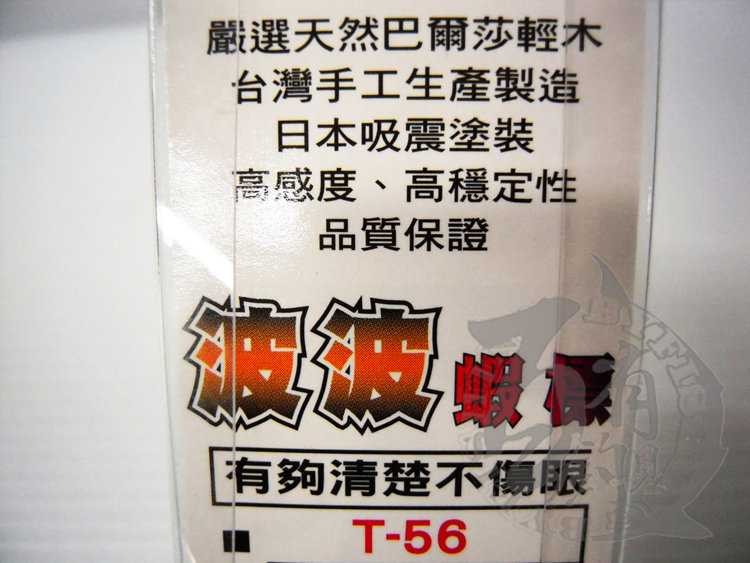 嚴選天然巴爾莎輕木
台灣手工生產製造
日本吸震塗裝
高感度、高穩定性
品質保證
波波蝦標
有夠清楚不傷眼
■ T-56